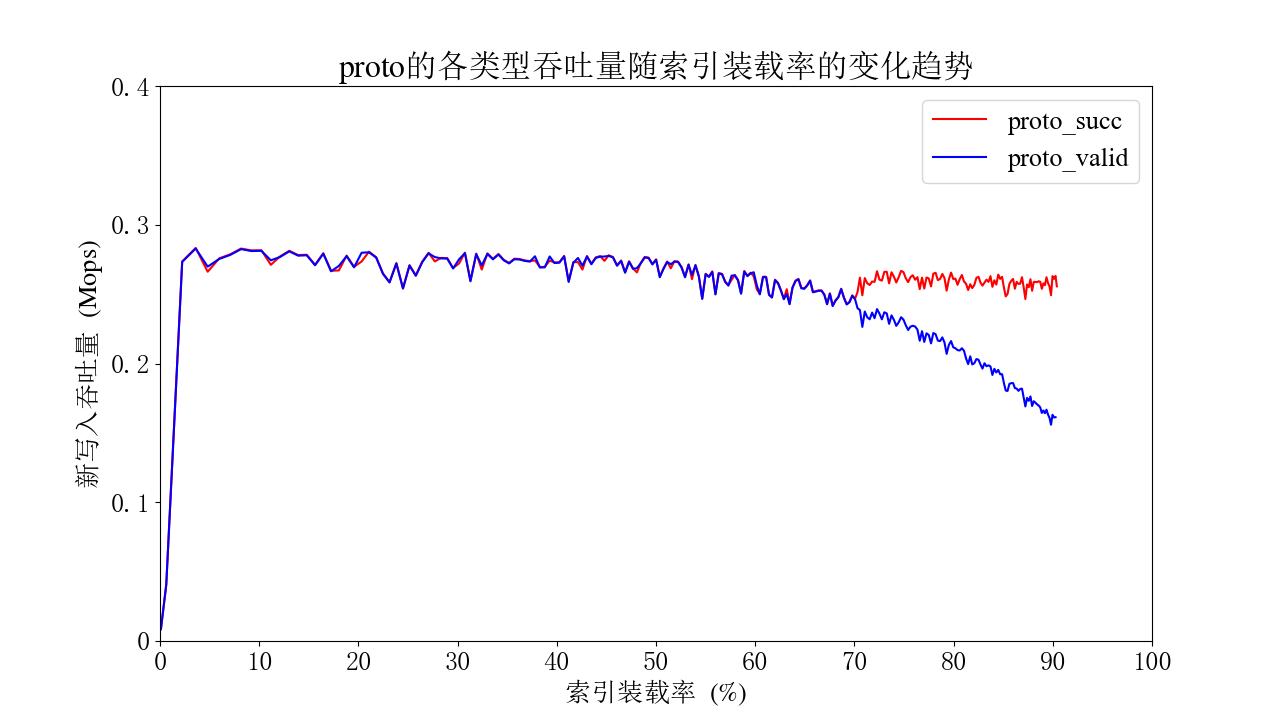 proto的各类型吞吐量随索引装载率的变化趋势
proto_succ
proto_valid
新写入吞吐量 (Mops)
0.4
0.3
0.2
0.1
0
0 10 20 30 40 50 60 70 80 90 100
索引装载率 (%)